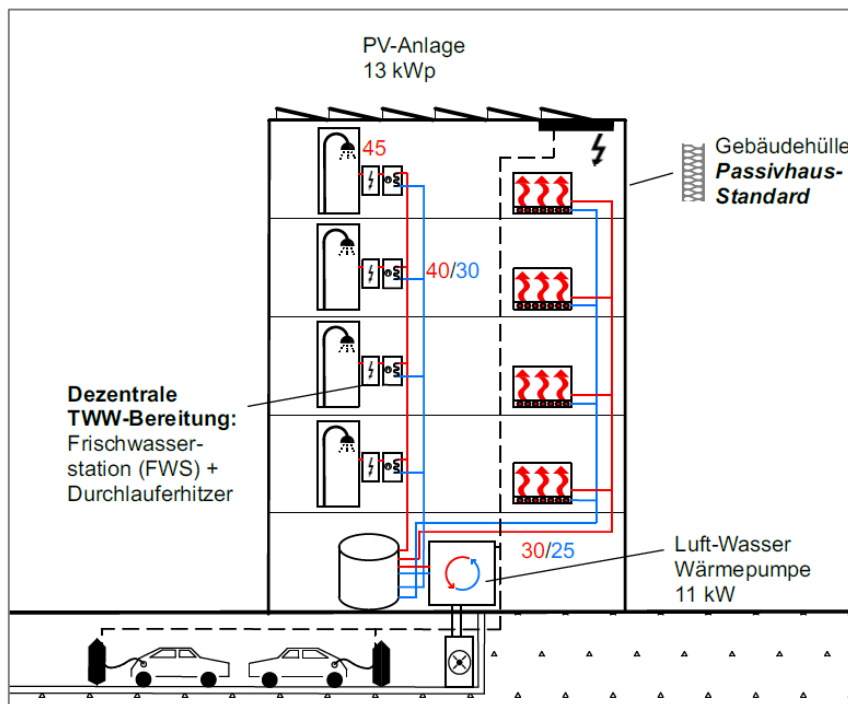 PV-Anlage
13 kWp
45
Gebäudehülle
Passivhaus-
Standard
40/30
Dezentrale
TWW-Bereitung:
Frischwasser-
station (FWS) +
Durchlauferhitzer
30/25
Luft-Wasser
Wärmepumpe
11 kW